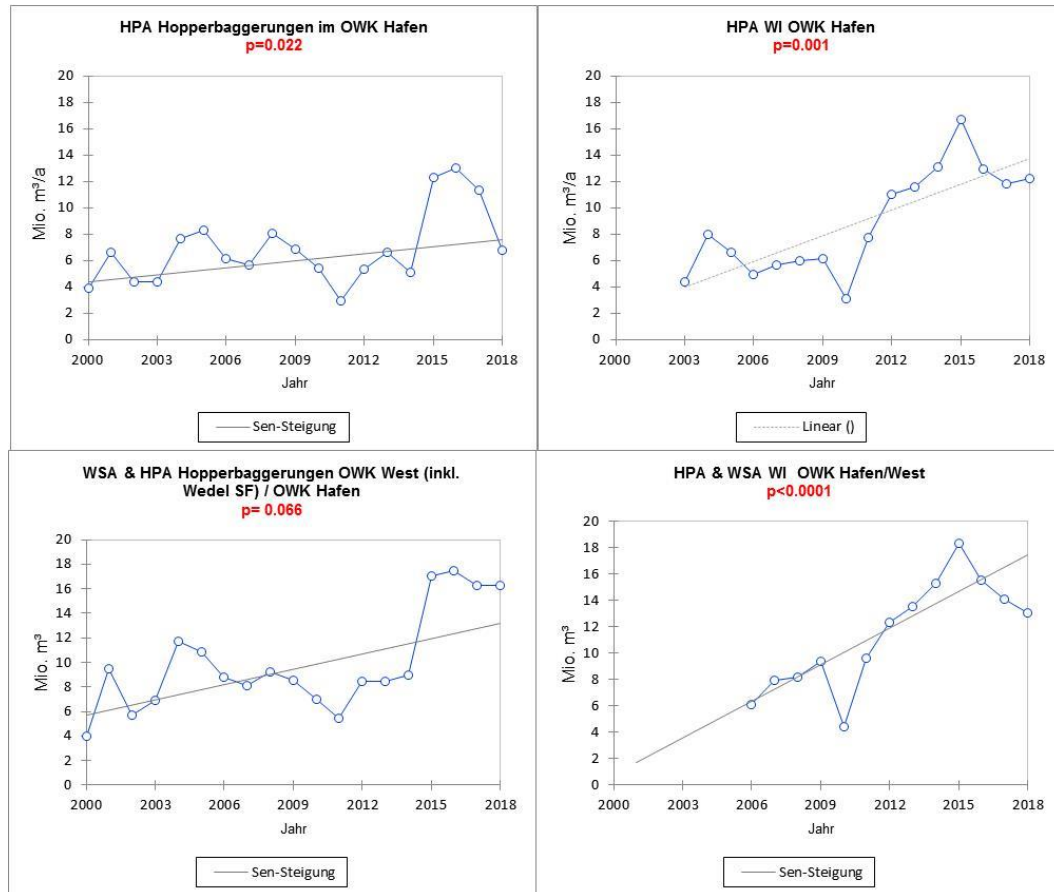 HPA Hopperbaggerungen im OWK Hafen
p=0.022
Mio. m³/a
20
18
16
14
12
10
8
6
4
2
0
2000 2003 2006 2009 2012 2015 2018
Jahr
Sen-Steigung
HPA WI OWK Hafen
p=0.001
Mio. m³/a
20
18
16
14
12
10
8
6
4
2
0
2000 2003 2006 2009 2012 2015 2018
Jahr
Linear ()
WSA & HPA Hopperbaggerungen OWK West (inkl.
Wedel SF) / OWK Hafen
p= 0.066
Mio. m³
20
18
16
14
12
10
8
6
4
2
0
2000 2003 2006 2009 2012 2015 2018
Jahr
Sen-Steigung
HPA & WSA WI OWK Hafen/West
p<0.0001
Mio. m³
20
18
16
14
12
10
8
6
4
2
0
2000 2003 2006 2009 2012 2015 2018
Jahr
Sen-Steigung